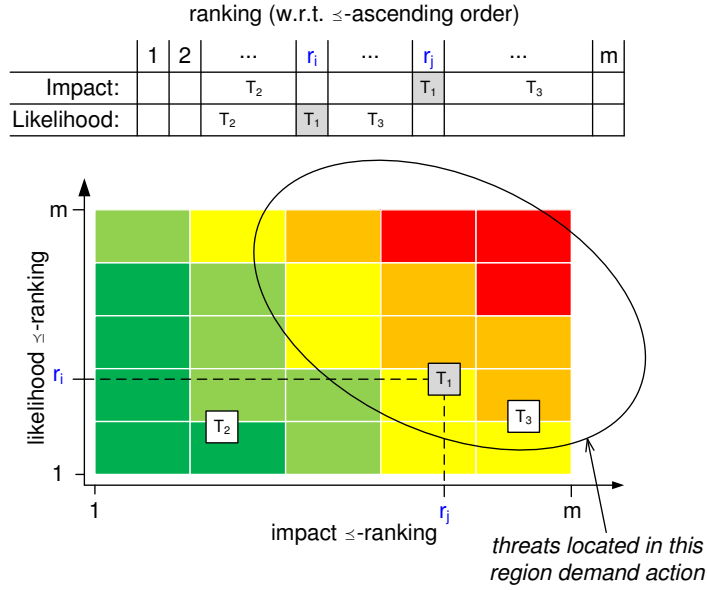 ranking (w.r.t. ⪯-ascending order)
1 2 ... rᵢ ... rⱼ ... m
Impact: T₂ T₁ T₃
Likelihood: T₂ T₁ T₃
m
likelihood ⪯-ranking
rᵢ
T₁
T₂
T₃
1
1
rⱼ
m
impact ⪯-ranking
threats located in this
region demand action